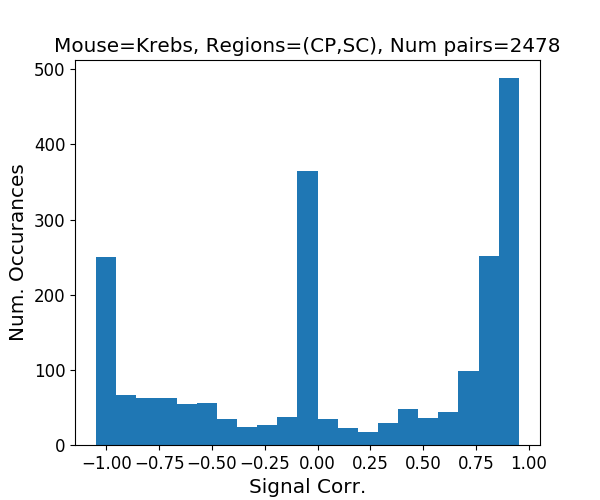 Mouse=Krebs, Regions=(CP,SC), Num pairs=2478
500
400
300
200
100
0
Num. Occurances
−1.00 −0.75 −0.50 −0.25 0.00 0.25 0.50 0.75 1.00
Signal Corr.